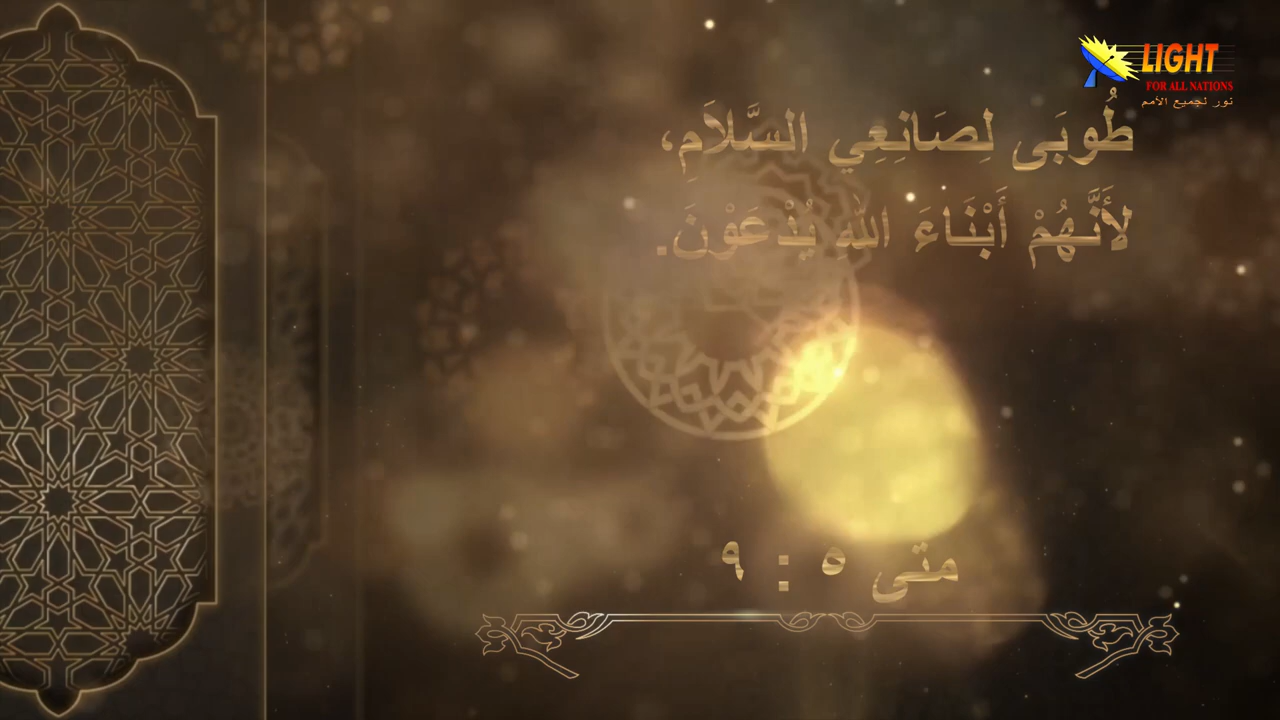 LIGHT
FOR ALL NATIONS
نور لجميع الأمم
طُوبَى لِصَانِعِي السَّلاَمِ،
لأَنَّهُمْ أَبْنَاءَ اللهِ يُدْعَوْنَ.
متى ٥ : ٩